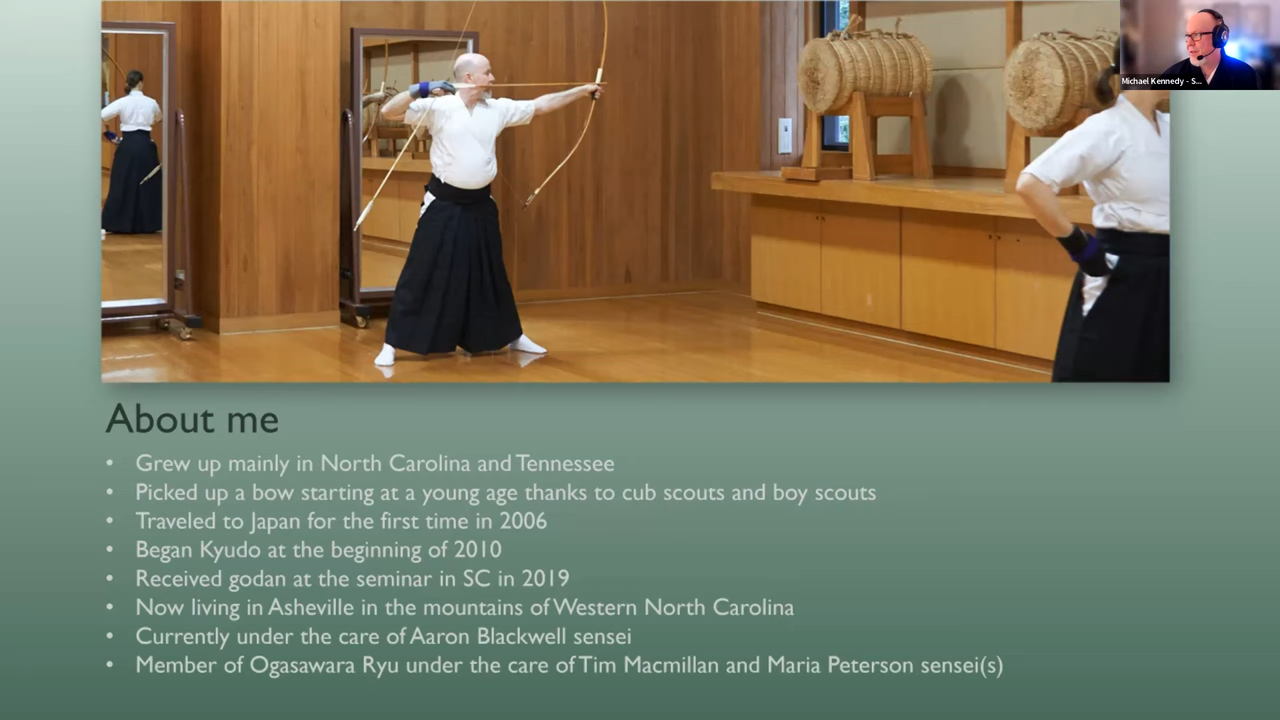 Michael Kennedy - S...
About me
• Grew up mainly in North Carolina and Tennessee
• Picked up a bow starting at a young age thanks to cub scouts and boy scouts
• Traveled to Japan for the first time in 2006
• Began Kyudo at the beginning of 2010
• Received godan at the seminar in SC in 2019
• Now living in Asheville in the mountains of Western North Carolina
• Currently under the care of Aaron Blackwell sensei
• Member of Ogasawara Ryu under the care of Tim Macmillan and Maria Peterson sensei(s)